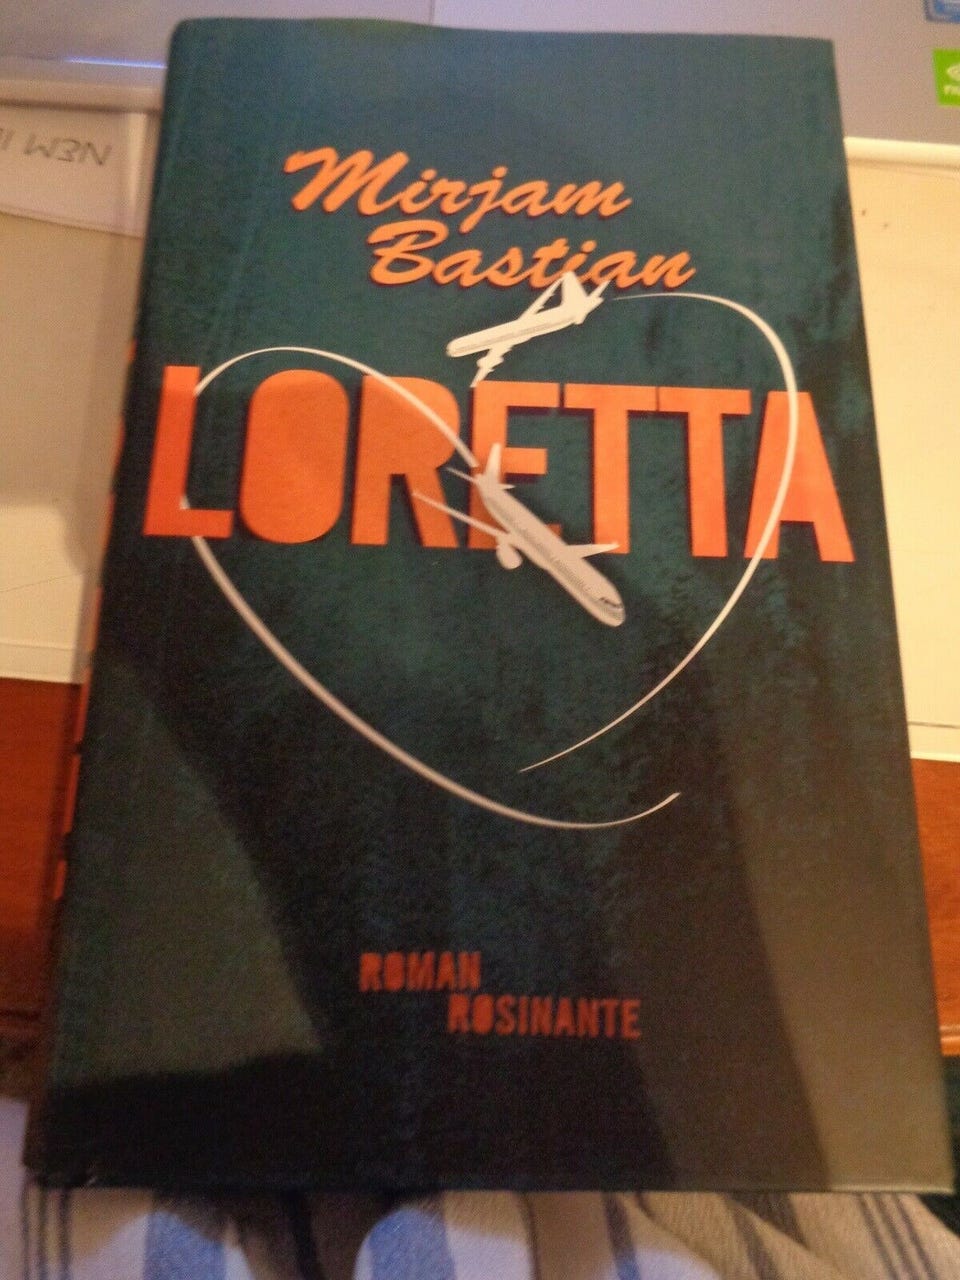 Mirjam
Bastian
LORETTA
ROMAN
ROSINANTE